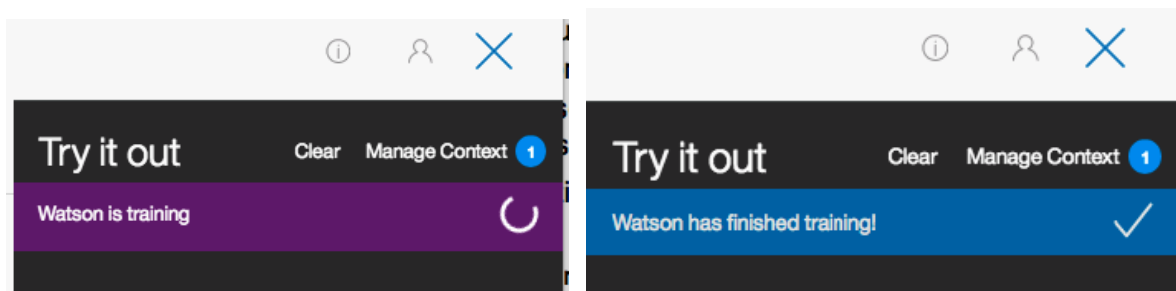 Try it out Clear Manage Context 1
Watson is training
Try it out Clear Manage Context 1
Watson has finished training!